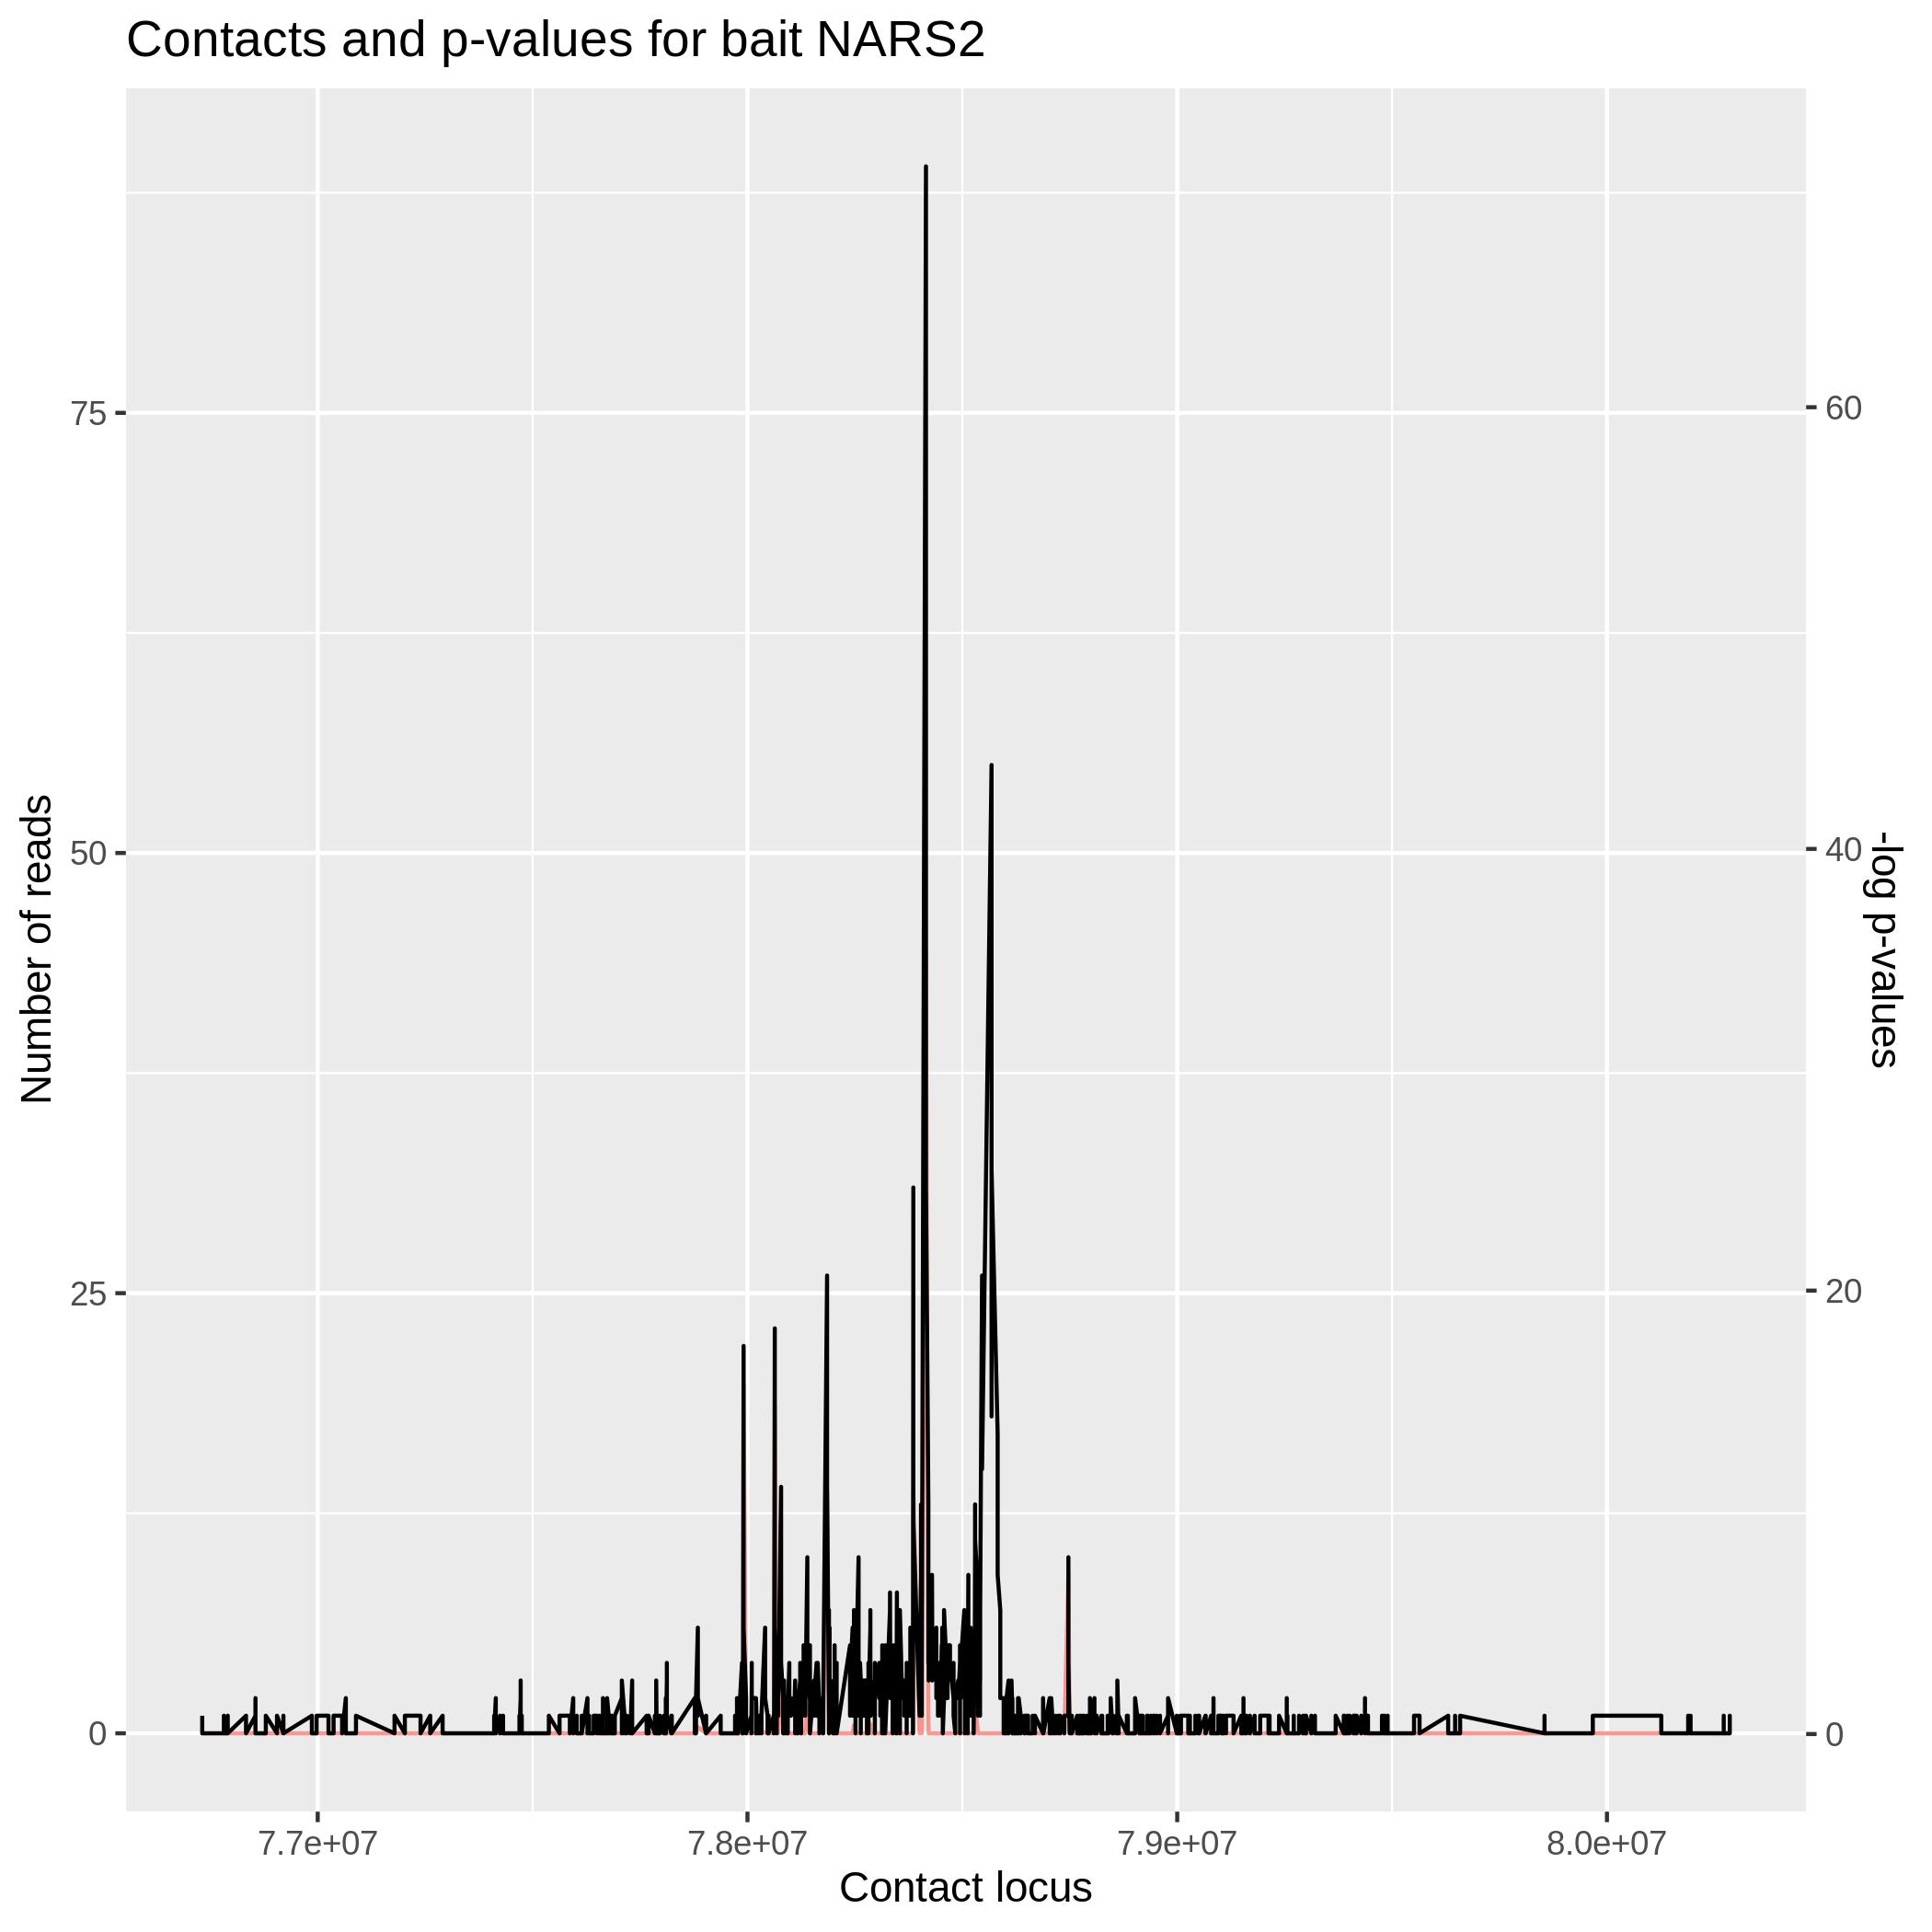 Contacts and p-values for bait NARS2
Number of reads
75
50
25
0
60
40
20
0
-log p-values
7.7e+07
7.8e+07
7.9e+07
8.0e+07
Contact locus